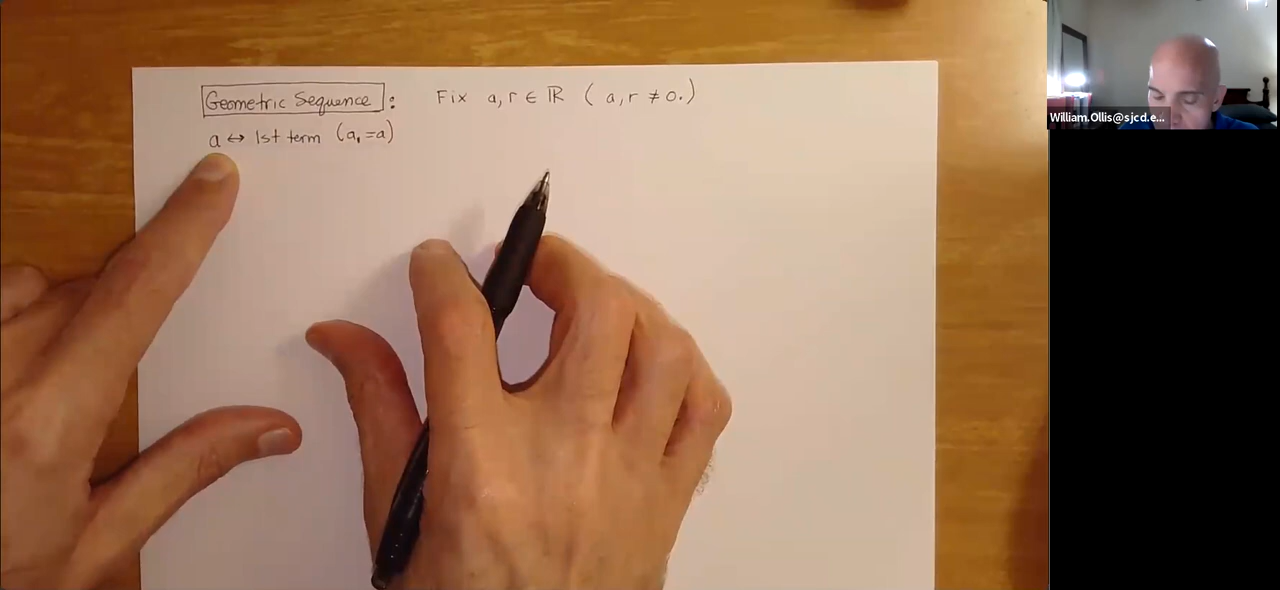 Geometric Sequence: Fix a, r ∈ ℝ (a, r ≠ 0.)
a ↔ 1st term (a₁ = a)
William.Ollis@sjcd.e...